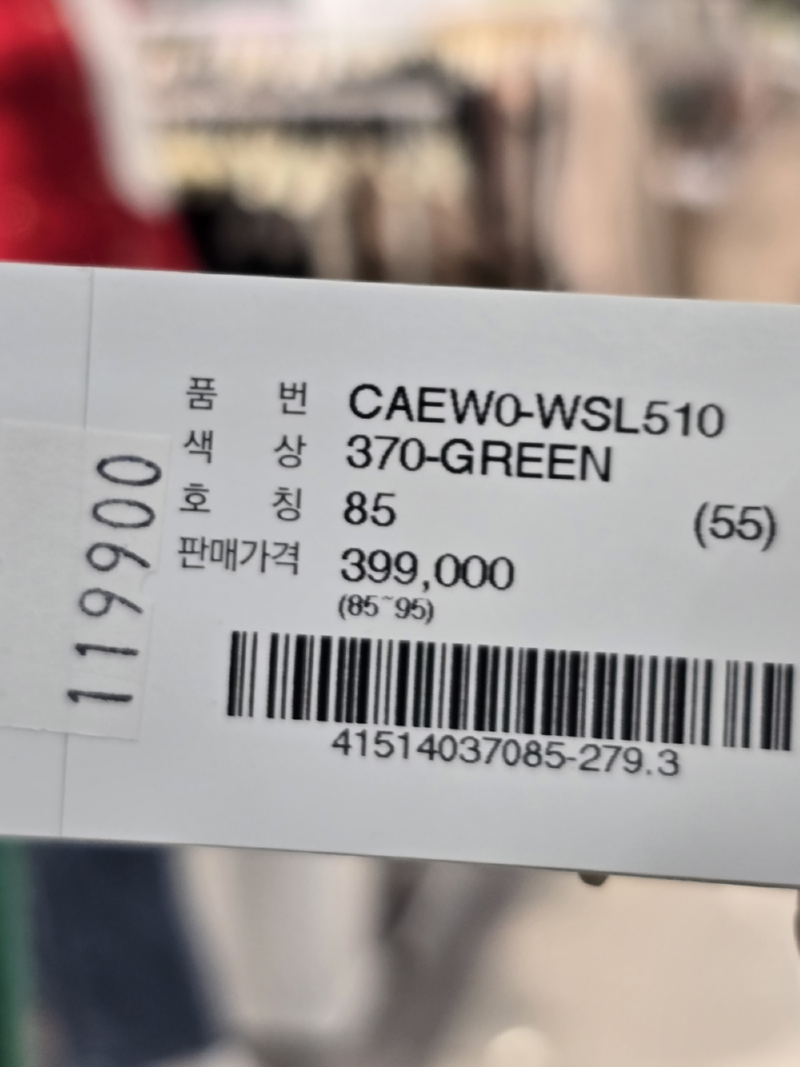 품 번 CAEW0-WSL510
색 상 370-GREEN
호 칭 85 (55)
판매가격 399,000
(85~95)
41514037085-279.3
119900